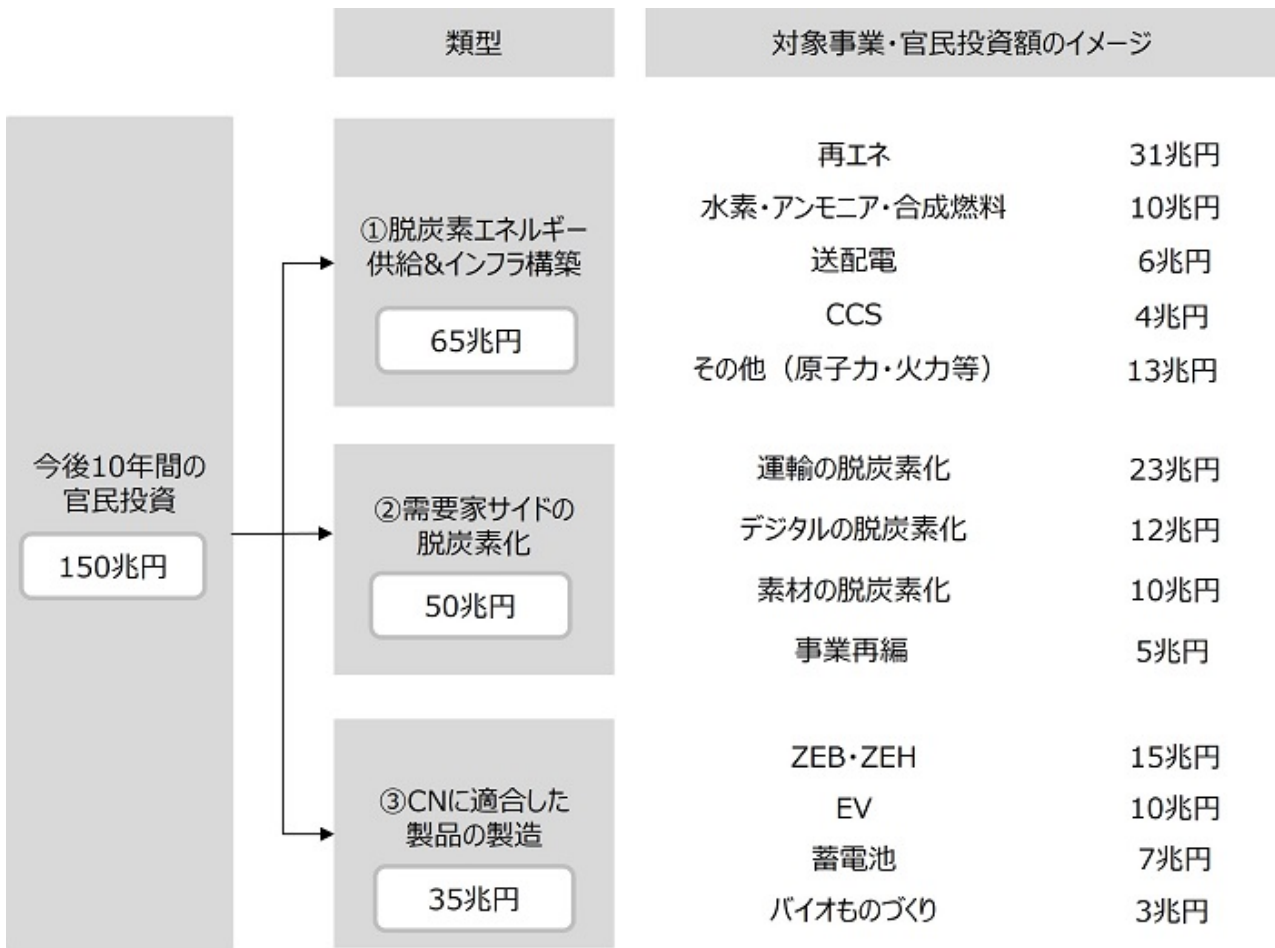 類型
対象事業・官民投資額のイメージ
今後10年間の
官民投資
150兆円
①脱炭素エネルギー
供給&インフラ構築
65兆円
再エネ 31兆円
水素・アンモニア・合成燃料 10兆円
送配電 6兆円
CCS 4兆円
その他（原子力・火力等） 13兆円
②需要家サイドの
脱炭素化
50兆円
運輸の脱炭素化 23兆円
デジタルの脱炭素化 12兆円
素材の脱炭素化 10兆円
事業再編 5兆円
③CNに適合した
製品の製造
35兆円
ZEB・ZEH 15兆円
EV 10兆円
蓄電池 7兆円
バイオものづくり 3兆円